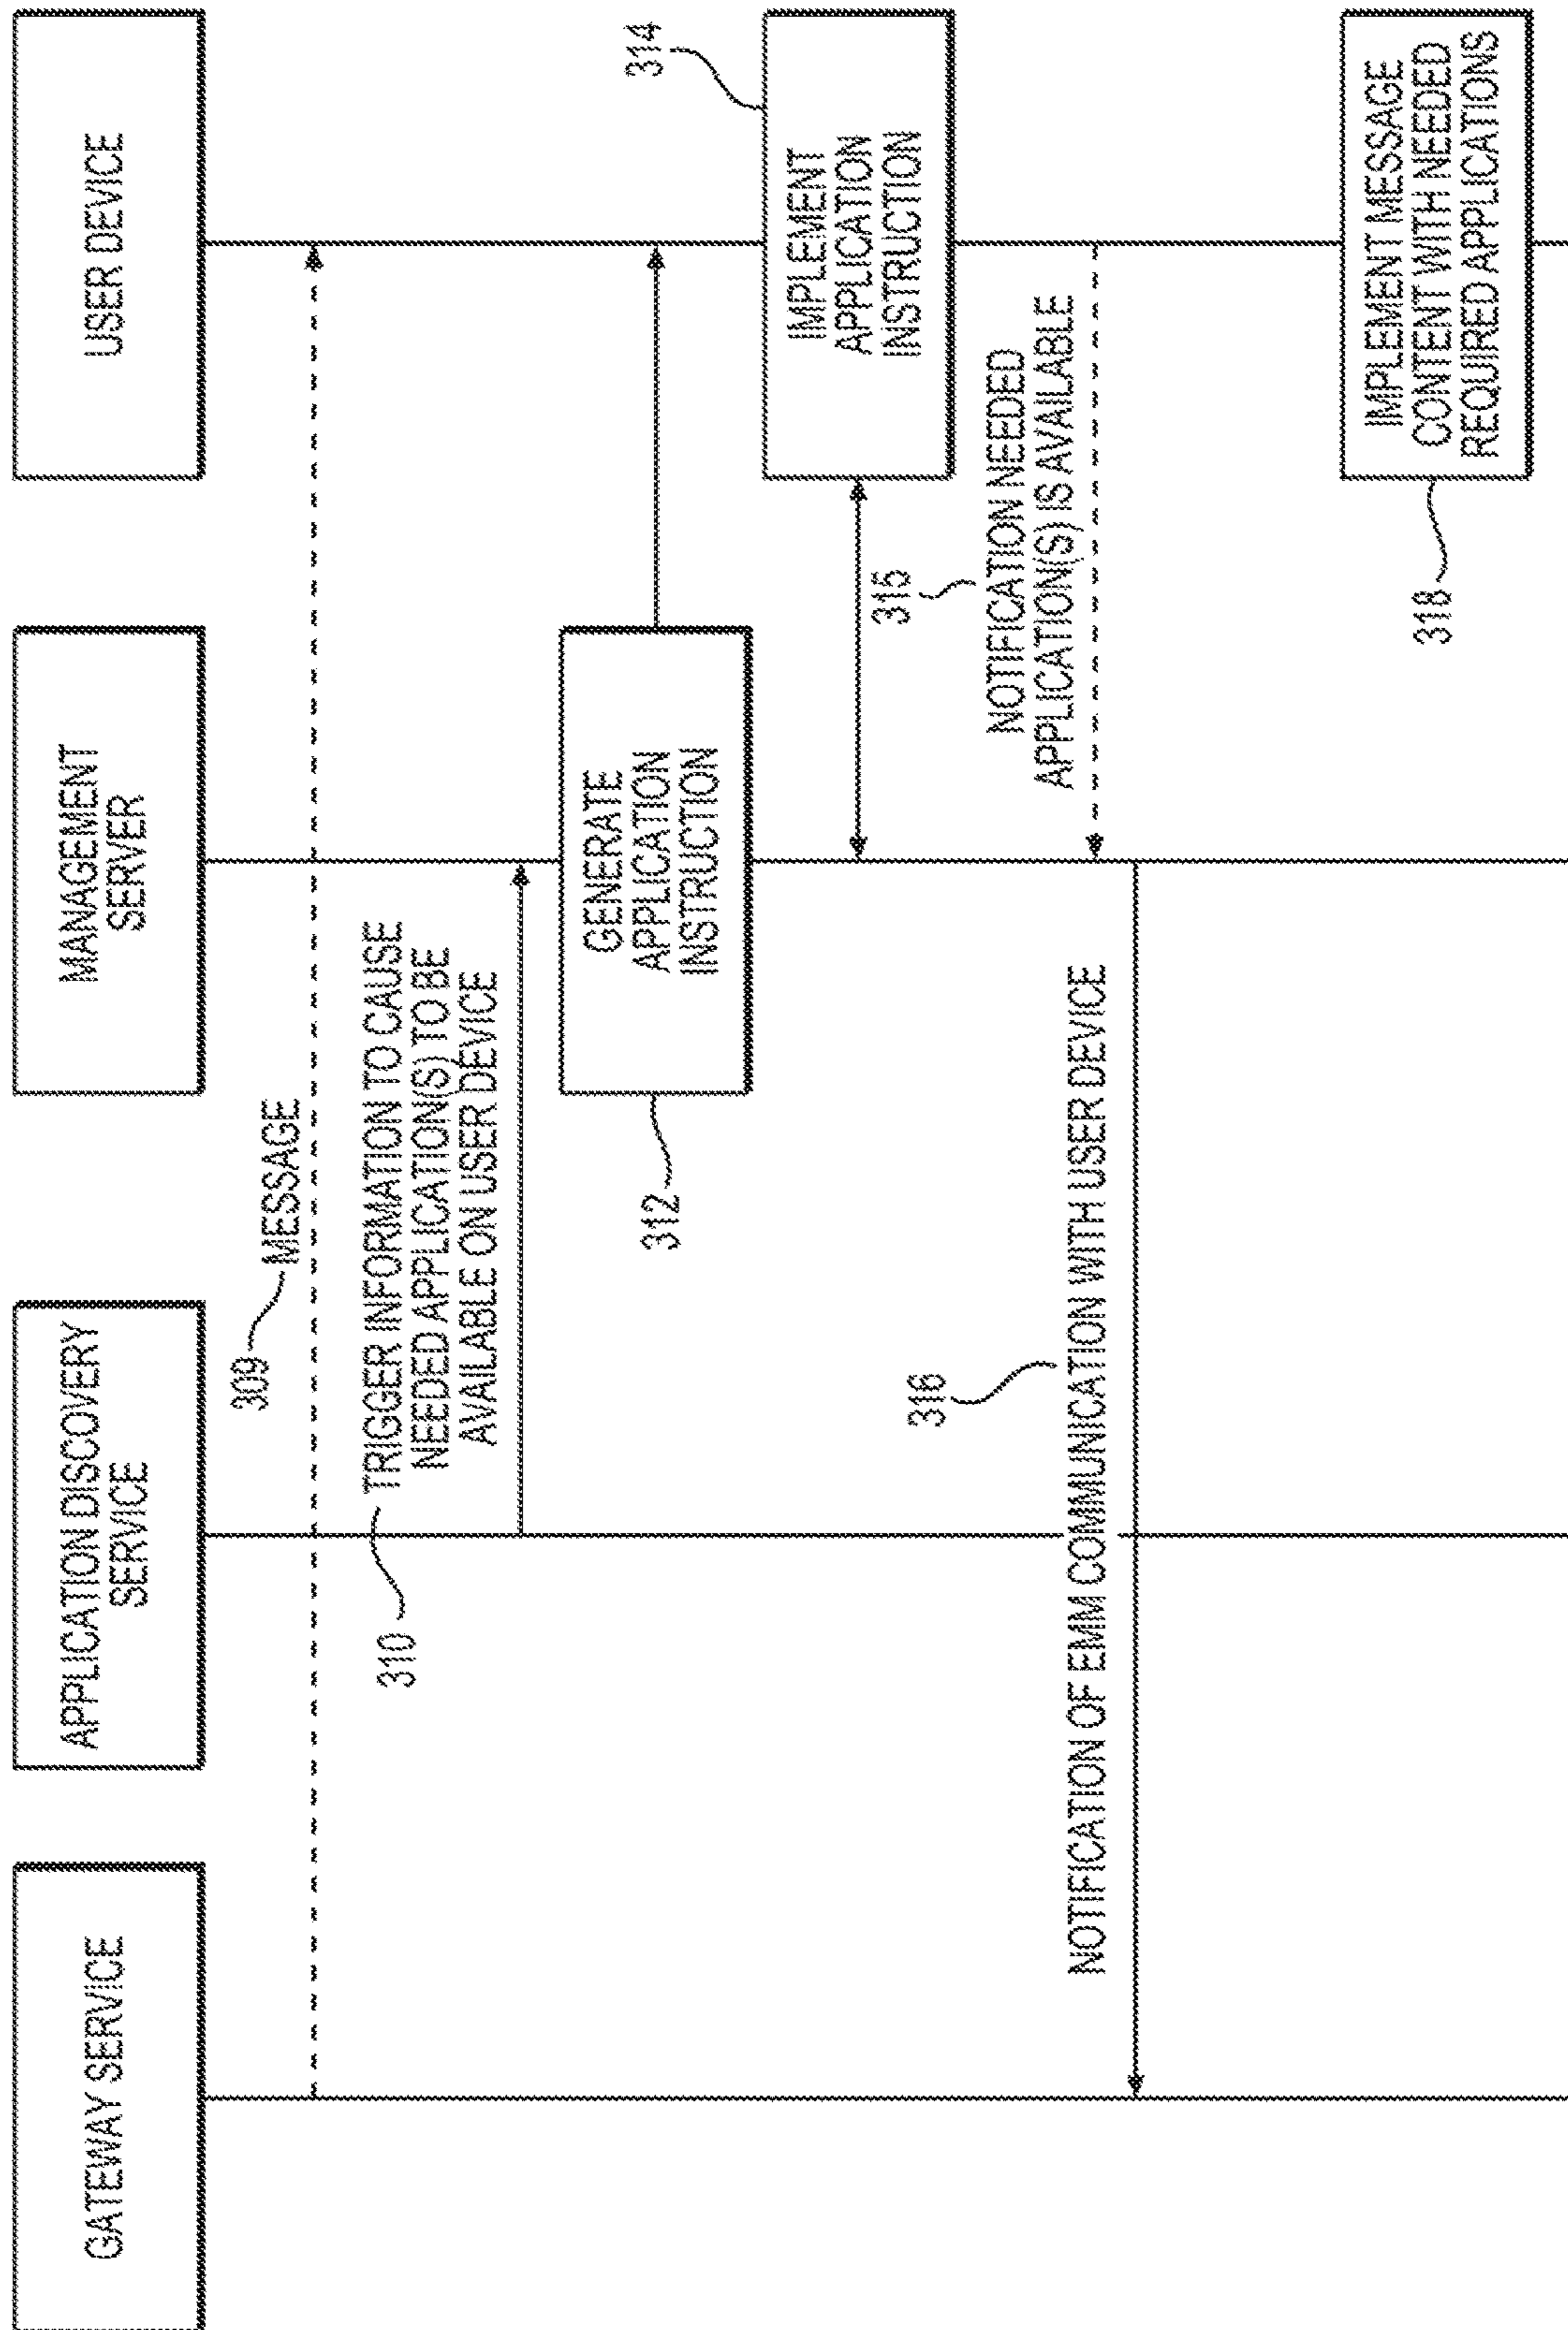 GATEWAY SERVICE
APPLICATION DISCOVERY
SERVICE
MANAGEMENT
SERVER
USER DEVICE
309
MESSAGE
310
TRIGGER INFORMATION TO CAUSE
NEEDED APPLICATION(S) TO BE
AVAILABLE ON USER DEVICE
312
GENERATE
APPLICATION
INSTRUCTION
314
IMPLEMENT
APPLICATION
INSTRUCTION
315
NOTIFICATION NEEDED
APPLICATION(S) IS AVAILABLE
316
NOTIFICATION OF EMM COMMUNICATION WITH USER DEVICE
318
IMPLEMENT MESSAGE
CONTENT WITH NEEDED
REQUIRED APPLICATIONS